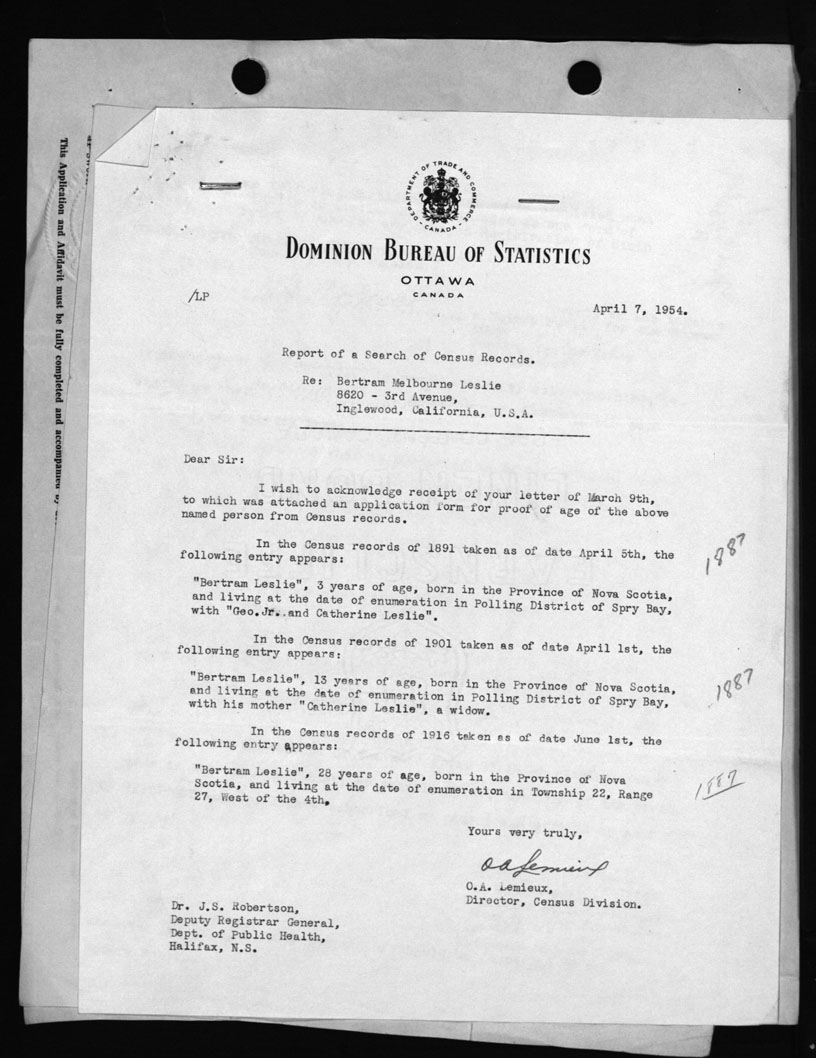 This Application and Affidavit must be fully completed and accompanied by
DEPARTMENT OF TRADE AND COMMERCE
- CANADA -
DOMINION BUREAU OF STATISTICS
OTTAWA
CANADA
/LP
April 7, 1954.
Report of a Search of Census Records.
Re: Bertram Melbourne Leslie
8620 - 3rd Avenue,
Inglewood, California, U.S.A.
Dear Sir:
I wish to acknowledge receipt of your letter of March 9th,
to which was attached an application form for proof of age of the above
named person from Census records.
In the Census records of 1891 taken as of date April 5th, the
following entry appears:
1887
"Bertram Leslie", 3 years of age, born in the Province of Nova Scotia,
and living at the date of enumeration in Polling District of Spry Bay,
with "Geo.Jr. and Catherine Leslie".
In the Census records of 1901 taken as of date April 1st, the
following entry appears:
"Bertram Leslie", 13 years of age, born in the Province of Nova Scotia,
and living at the date of enumeration in Polling District of Spry Bay,
with his mother "Catherine Leslie", a widow.
1887
In the Census records of 1916 taken as of date June 1st, the
following entry appears:
"Bertram Leslie", 28 years of age, born in the Province of Nova
Scotia, and living at the date of enumeration in Township 22, Range
27, West of the 4th.
1887
Yours very truly,
OA Lemieux
O.A. Lemieux,
Director, Census Division.
Dr. J.S. Robertson,
Deputy Registrar General,
Dept. of Public Health,
Halifax, N.S.